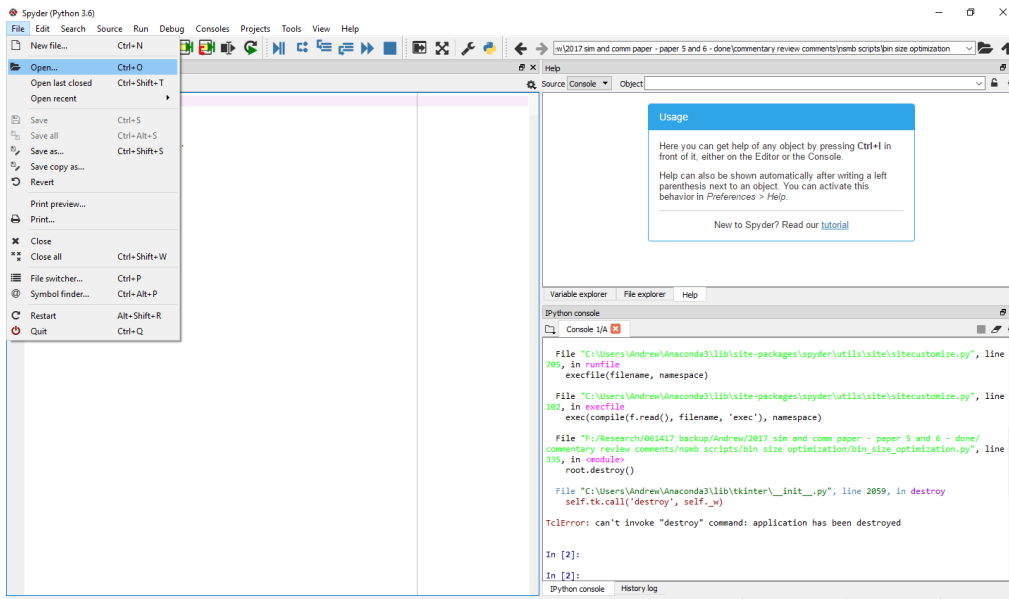 Spyder (Python 3.6)
File Edit Search Source Run Debug Consoles Projects Tools View Help
New file... Ctrl+N
Open... Ctrl+O
Open last closed Ctrl+Shift+T
Open recent
Save Ctrl+S
Save all Ctrl+Alt+S
Save as... Ctrl+Shift+S
Save copy as...
Revert
Print preview...
Print...
Close
Close all Ctrl+Shift+W
File switcher... Ctrl+P
Symbol finder... Ctrl+Alt+P
Restart Alt+Shift+R
Quit Ctrl+Q
\2017 sim and comm paper - paper 5 and 6 - done\commentary review comments\nsmb scripts\bin size optimization
Help
Source Console Object
Usage
Here you can get help of any object by pressing Ctrl+I in
front of it, either on the Editor or the Console.
Help can also be shown automatically after writing a left
parenthesis next to an object. You can activate this
behavior in Preferences > Help.
New to Spyder? Read our tutorial
Variable explorer File explorer Help
IPython console
Console 1/A
File "C:\Users\Andrew\Anaconda3\lib\site-packages\spyder\utils\site\sitecustomize.py", line
705, in runfile
execfile(filename, namespace)
File "C:\Users\Andrew\Anaconda3\lib\site-packages\spyder\utils\site\sitecustomize.py", line
102, in execfile
exec(compile(f.read(), filename, 'exec'), namespace)
File "F:/Research/061417 backup/Andrew/2017 sim and comm paper - paper 5 and 6 - done/
commentary review comments/nsmb scripts/bin size optimization/bin_size_optimization.py", line
335, in <module>
root.destroy()
File "C:\Users\Andrew\Anaconda3\lib\tkinter\__init__.py", line 2059, in destroy
self.tk.call('destroy', self._w)
TclError: can't invoke "destroy" command: application has been destroyed
In [2]:
In [2]:
IPython console History log